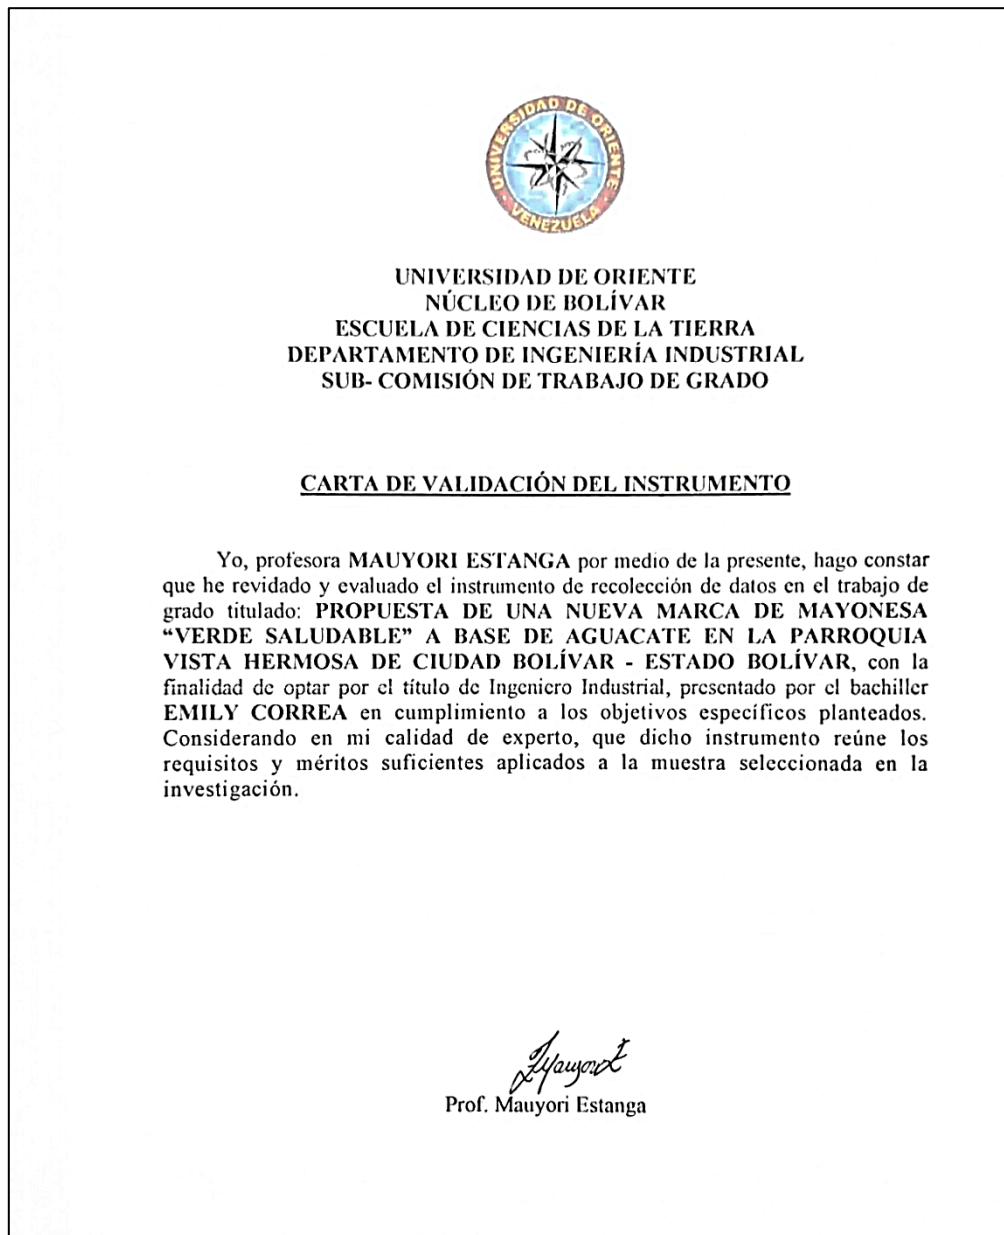 UNIVERSIDAD DE ORIENTE
VENEZUELA
UNIVERSIDAD DE ORIENTE
NÚCLEO DE BOLÍVAR
ESCUELA DE CIENCIAS DE LA TIERRA
DEPARTAMENTO DE INGENIERÍA INDUSTRIAL
SUB- COMISIÓN DE TRABAJO DE GRADO
CARTA DE VALIDACIÓN DEL INSTRUMENTO
Yo, profesora MAUYORI ESTANGA por medio de la presente, hago constar
que he revidado y evaluado el instrumento de recolección de datos en el trabajo de
grado titulado: PROPUESTA DE UNA NUEVA MARCA DE MAYONESA
“VERDE SALUDABLE” A BASE DE AGUACATE EN LA PARROQUIA
VISTA HERMOSA DE CIUDAD BOLÍVAR - ESTADO BOLÍVAR, con la
finalidad de optar por el título de Ingeniero Industrial, presentado por el bachiller
EMILY CORREA en cumplimiento a los objetivos específicos planteados.
Considerando en mi calidad de experto, que dicho instrumento reúne los
requisitos y méritos suficientes aplicados a la muestra seleccionada en la
investigación.
Prof. Mauyori Estanga